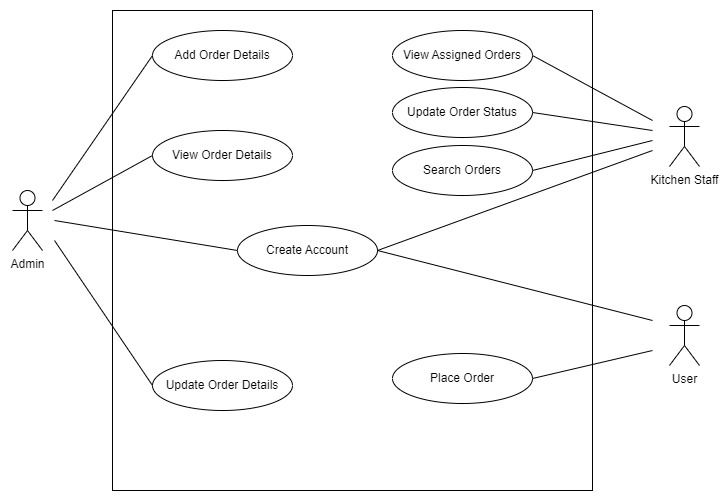 Add Order Details
View Assigned Orders
Update Order Status
View Order Details
Search Orders
Kitchen Staff
Create Account
Admin
Update Order Details
Place Order
User